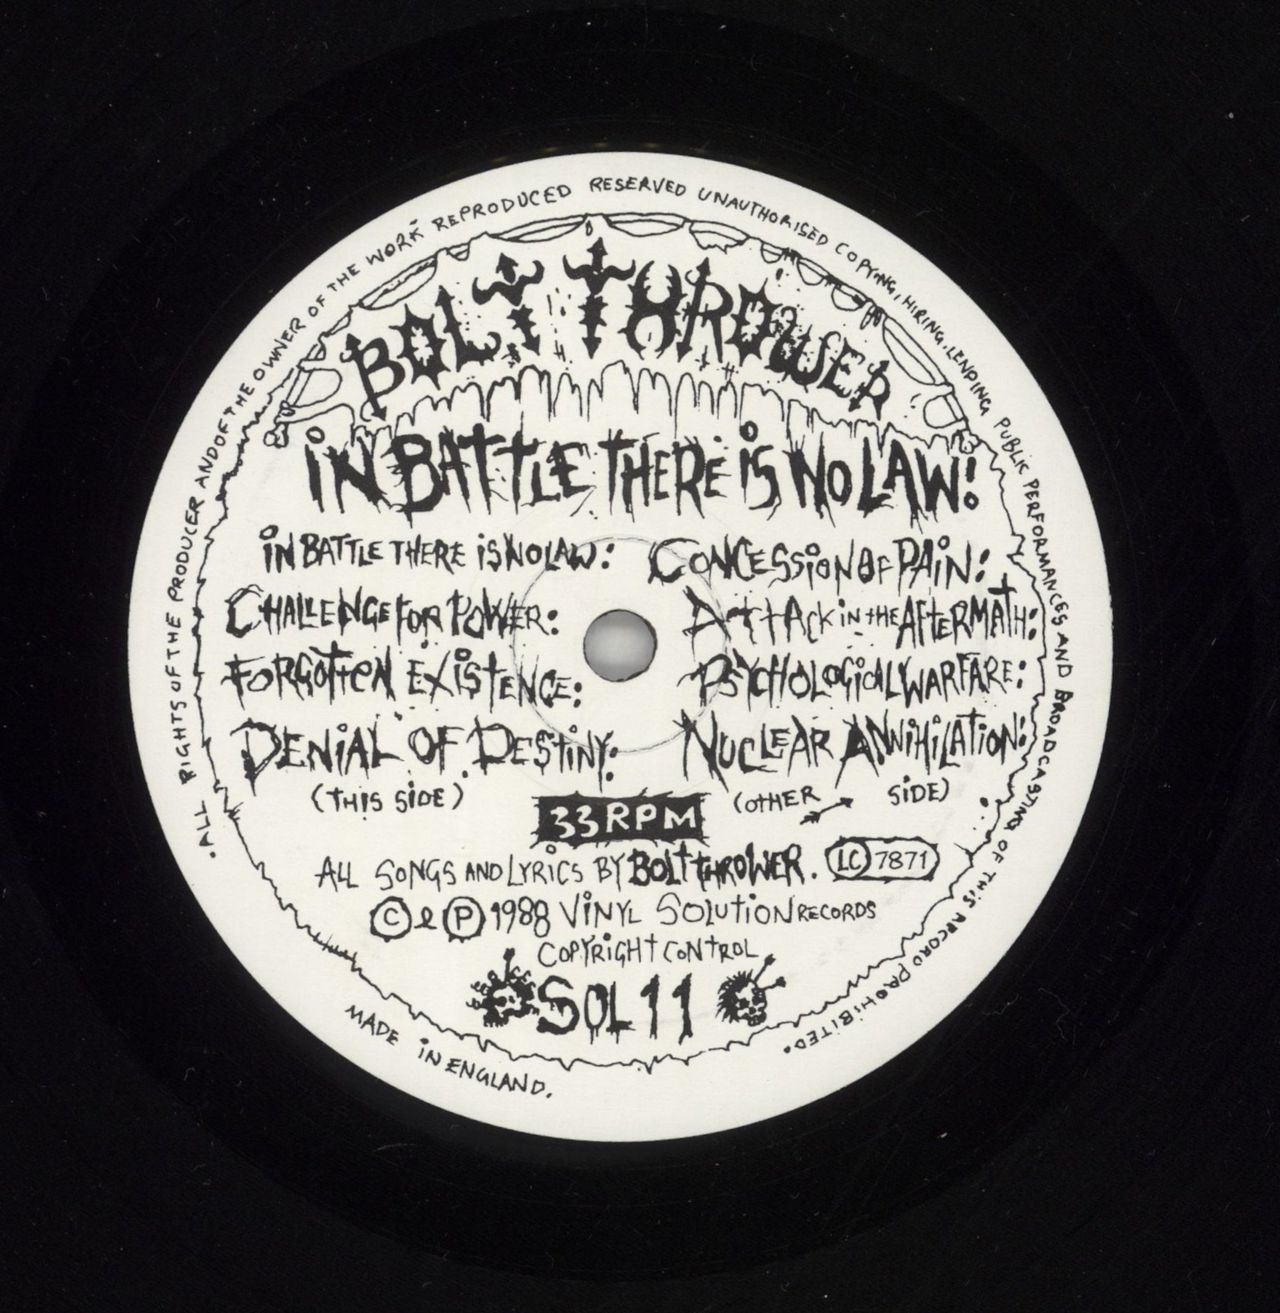 • ALL RIGHTS OF THE PRODUCER AND OF THE OWNER OF THE WORK REPRODUCED RESERVED UNAUTHORISED COPYING, HIRING, LENDING, PUBLIC PERFORMANCES AND BROADCASTING OF THIS RECORD PROHIBITED.
BOLT THROWER
IN BATTLE THERE IS NO LAW!
IN BATTLE THERE IS NO LAW: CONCESSION OF PAIN:
CHALLENGE FOR POWER: ATTACK IN THE AFTERMATH:
FORGOTTEN EXISTENCE: PSYCHOLOGICAL WARFARE:
DENIAL OF DESTINY: NUCLEAR ANNIHILATION:
(THIS SIDE) (OTHER SIDE)
33 RPM
ALL SONGS AND LYRICS BY BOLT THROWER. LC 7871
© & ℗ 1988 VINYL SOLUTION RECORDS
COPYRIGHT CONTROL
SOL 11
MADE IN ENGLAND.